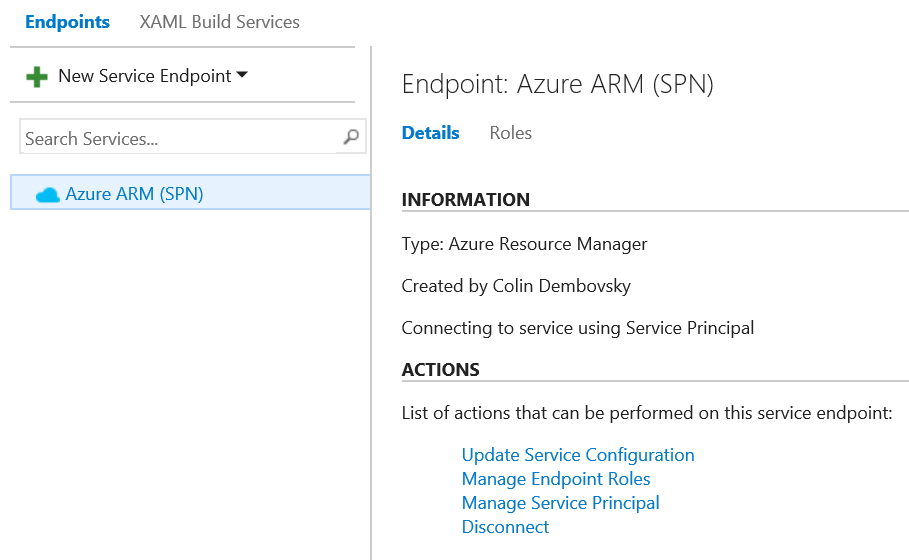 Endpoints XAML Build Services
New Service Endpoint
Search Services...
Azure ARM (SPN)
Endpoint: Azure ARM (SPN)
Details Roles
INFORMATION
Type: Azure Resource Manager
Created by Colin Dembovsky
Connecting to service using Service Principal
ACTIONS
List of actions that can be performed on this service endpoint:
Update Service Configuration
Manage Endpoint Roles
Manage Service Principal
Disconnect